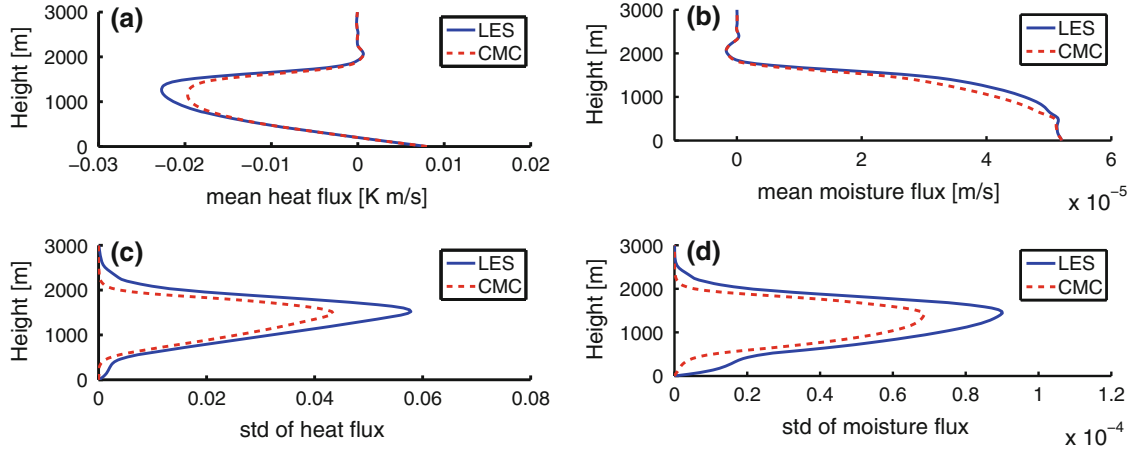 (a)
Height [m]
3000
2000
1000
0
−0.03
−0.02
−0.01
0
0.01
0.02
mean heat flux [K m/s]
LES
CMC
(b)
Height [m]
3000
2000
1000
0
0
2
4
6
x 10⁻⁵
mean moisture flux [m/s]
LES
CMC
(c)
Height [m]
3000
2000
1000
0
0
0.02
0.04
0.06
0.08
std of heat flux
LES
CMC
(d)
Height [m]
3000
2000
1000
0
0
0.2
0.4
0.6
0.8
1
1.2
x 10⁻⁴
std of moisture flux
LES
CMC